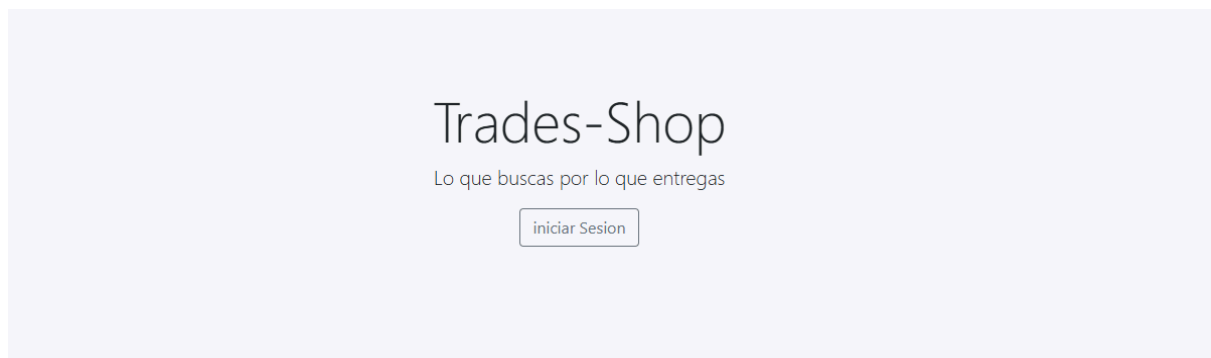 Trades-Shop
Lo que buscas por lo que entregas
iniciar Sesion